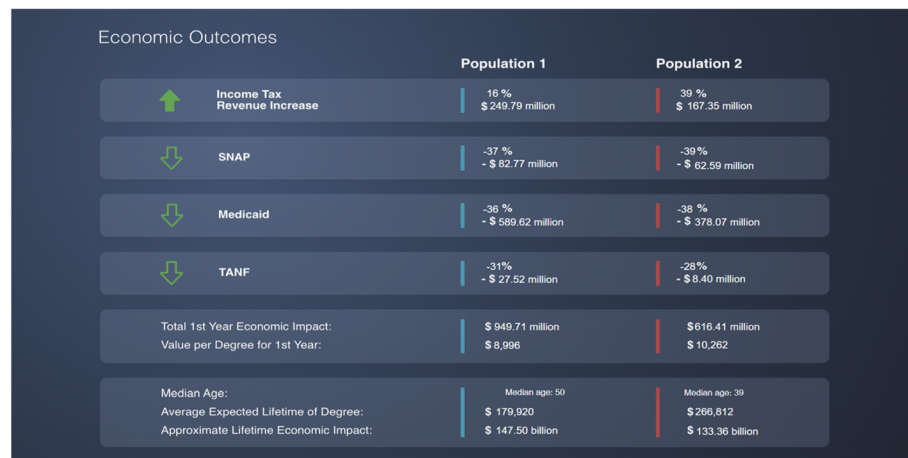 Economic Outcomes
Population 1 Population 2
Income Tax Revenue Increase
16 % 39 %
$ 249.79 million $ 167.35 million
SNAP
-37 % -39 %
- $ 82.77 million - $ 62.59 million
Medicaid
-36 % -38 %
- $ 589.62 million - $ 378.07 million
TANF
-31% -28%
- $ 27.52 million - $ 8.40 million
Total 1st Year Economic Impact: $ 949.71 million $616.41 million
Value per Degree for 1st Year: $ 8,996 $ 10,262
Median Age: Median age: 50 Median age: 39
Average Expected Lifetime of Degree: $ 179,920 $266,812
Approximate Lifetime Economic Impact: $ 147.50 billion $ 133.36 billion